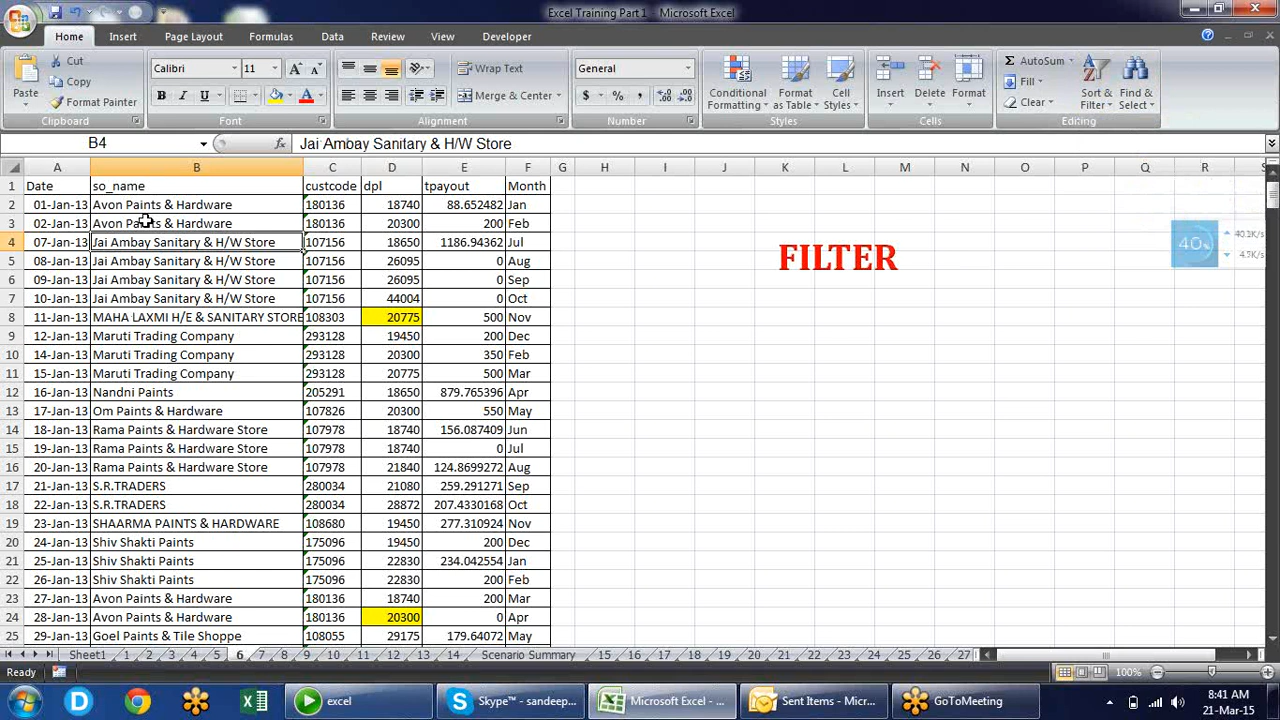 Excel Training Part 1 - Microsoft Excel
Home Insert Page Layout Formulas Data Review View Developer
Paste Cut Copy Format Painter Clipboard
Calibri 11 B I U A Font
Wrap Text Merge & Center Alignment
General $ % , Number
Conditional Formatting Format as Table Cell Styles Styles
Insert Delete Format Cells
Σ AutoSum Fill Clear Sort & Filter Find & Select Editing
B4 fx Jai Ambay Sanitary & H/W Store
A B C D E F G H I J K L M N O P Q R S
1 Date so_name custcode dpl tpayout Month
2 01-Jan-13 Avon Paints & Hardware 180136 18740 88.652482 Jan
3 02-Jan-13 Avon Paints & Hardware 180136 20300 200 Feb
4 07-Jan-13 Jai Ambay Sanitary & H/W Store 107156 18650 1186.94362 Jul
5 08-Jan-13 Jai Ambay Sanitary & H/W Store 107156 26095 0 Aug
6 09-Jan-13 Jai Ambay Sanitary & H/W Store 107156 26095 0 Sep
7 10-Jan-13 Jai Ambay Sanitary & H/W Store 107156 44004 0 Oct
8 11-Jan-13 MAHA LAXMI H/E & SANITARY STORE 108303 20775 500 Nov
9 12-Jan-13 Maruti Trading Company 293128 19450 200 Dec
10 14-Jan-13 Maruti Trading Company 293128 20300 350 Feb
11 15-Jan-13 Maruti Trading Company 293128 20775 500 Mar
12 16-Jan-13 Nandni Paints 205291 18650 879.765396 Apr
13 17-Jan-13 Om Paints & Hardware 107826 20300 550 May
14 18-Jan-13 Rama Paints & Hardware Store 107978 18740 156.087409 Jun
15 19-Jan-13 Rama Paints & Hardware Store 107978 18740 0 Jul
16 20-Jan-13 Rama Paints & Hardware Store 107978 21840 124.8699272 Aug
17 21-Jan-13 S.R.TRADERS 280034 21080 259.291271 Sep
18 22-Jan-13 S.R.TRADERS 280034 28872 207.4330168 Oct
19 23-Jan-13 SHAARMA PAINTS & HARDWARE 108680 19450 277.310924 Nov
20 24-Jan-13 Shiv Shakti Paints 175096 19450 200 Dec
21 25-Jan-13 Shiv Shakti Paints 175096 22830 234.042554 Jan
22 26-Jan-13 Shiv Shakti Paints 175096 22830 200 Feb
23 27-Jan-13 Avon Paints & Hardware 180136 18740 200 Mar
24 28-Jan-13 Avon Paints & Hardware 180136 20300 0 Apr
25 29-Jan-13 Goel Paints & Tile Shoppe 108055 29175 179.64072 May
FILTER
40% 40.1K/s
4.5K/s
Sheet1 1 2 3 4 5 6 7 8 9 10 11 12 13 14 Scenario Summary 15 16 18 19 20 21 22 23 24 25 26 27
Ready 100%
excel Skype™ - sandeep... Microsoft Excel - ... Sent Items - Micr... GoToMeeting
8:41 AM
21-Mar-15